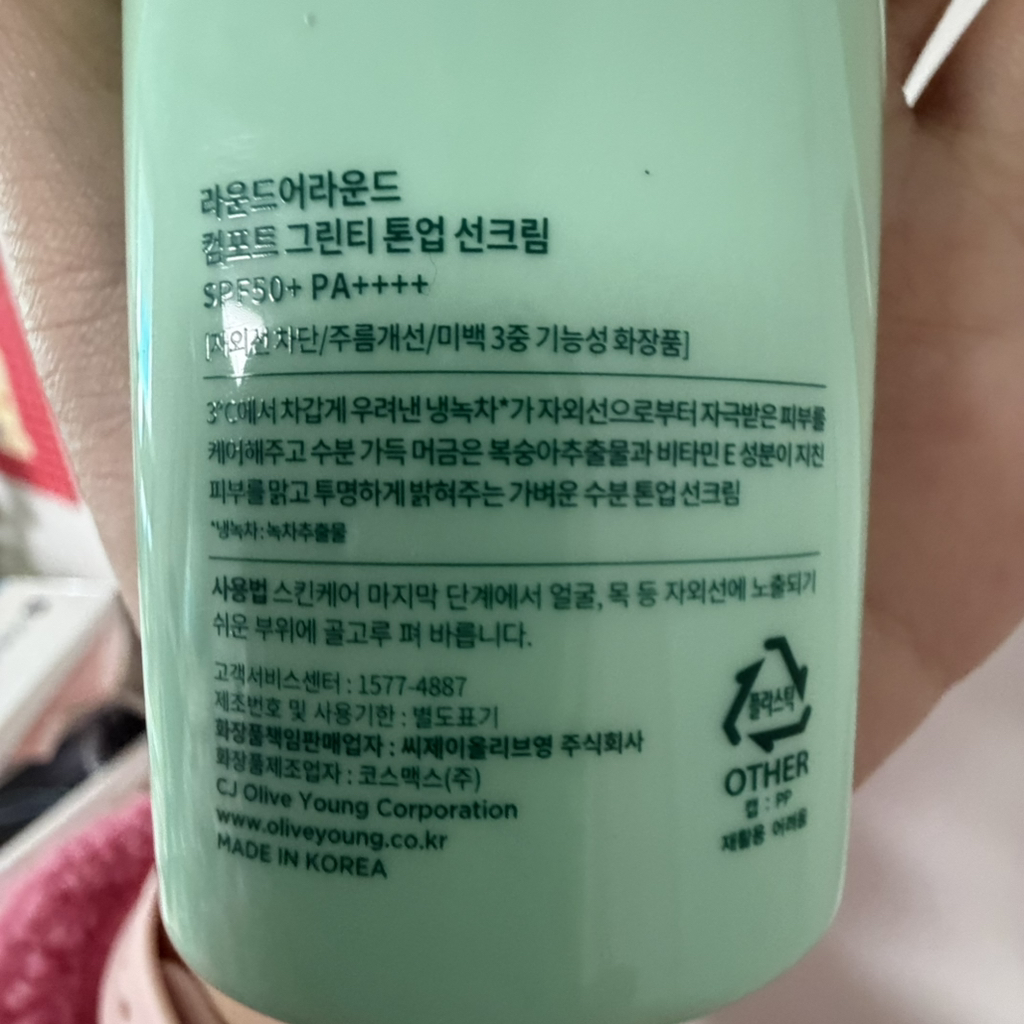 라운드어라운드
컴포트 그린티 톤업 선크림
SPF50+ PA++++
[자외선 차단/주름개선/미백 3중 기능성 화장품]
3°C에서 차갑게 우려낸 냉녹차*가 자외선으로부터 자극받은 피부를
케어해주고 수분 가득 머금은 복숭아추출물과 비타민 E 성분이 지친
피부를 맑고 투명하게 밝혀주는 가벼운 수분 톤업 선크림
*냉녹차 : 녹차추출물
사용법 스킨케어 마지막 단계에서 얼굴, 목 등 자외선에 노출되기
쉬운 부위에 골고루 펴 바릅니다.
고객서비스센터 : 1577-4887
제조번호 및 사용기한 : 별도표기
화장품책임판매업자 : 씨제이올리브영 주식회사
화장품제조업자 : 코스맥스(주)
CJ Olive Young Corporation
www.oliveyoung.co.kr
MADE IN KOREA
플라스틱
OTHER
캡 : PP
재활용 어려움